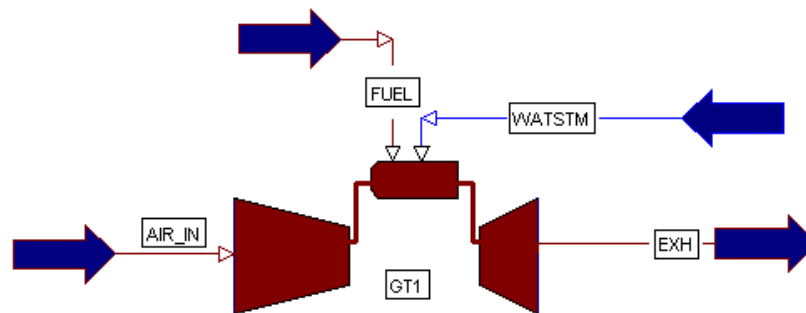 FUEL
WATSTM
AIR_IN
EXH
GT1